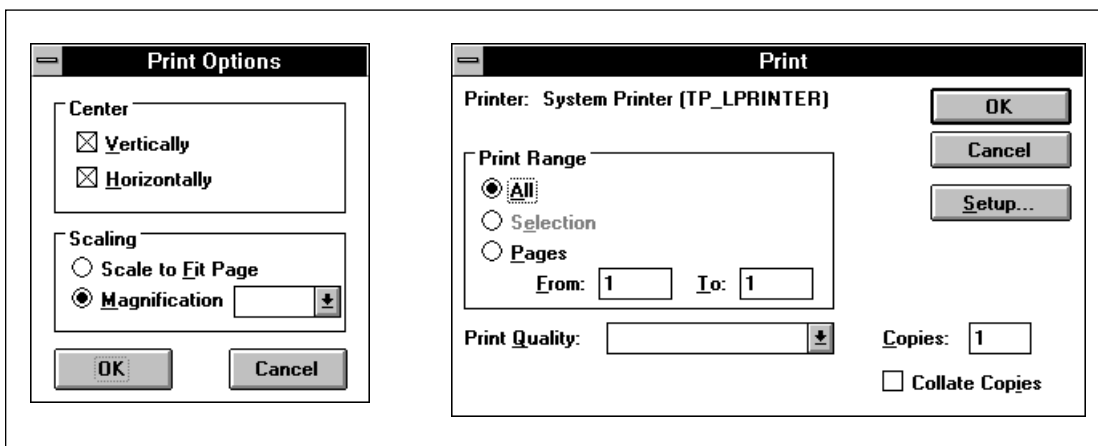 Print Options
Center
Vertically
Horizontally
Scaling
Scale to Fit Page
Magnification
OK Cancel
Print
Printer: System Printer (TP_LPRINTER)
OK
Cancel
Setup...
Print Range
All
Selection
Pages
From: 1 To: 1
Print Quality:
Copies: 1
Collate Copies